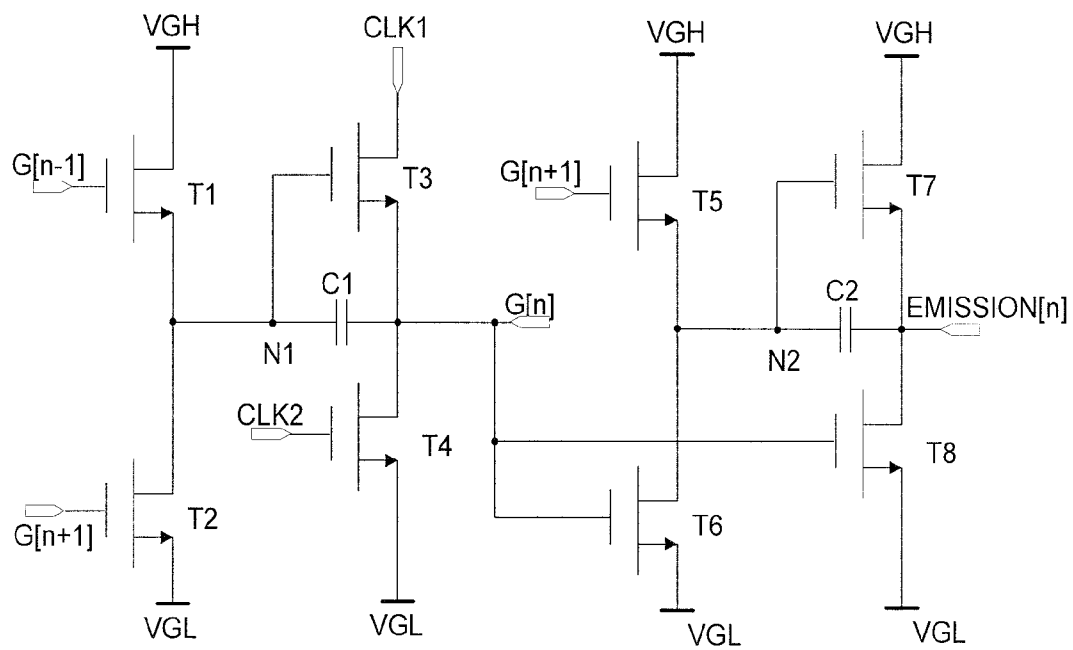 VGH
CLK1
VGH
VGH
G[n-1]
T1
T3
G[n+1]
T5
T7
C1
G[n]
C2
EMISSION[n]
N1
N2
CLK2
T4
T8
G[n+1]
T2
T6
VGL
VGL
VGL
VGL